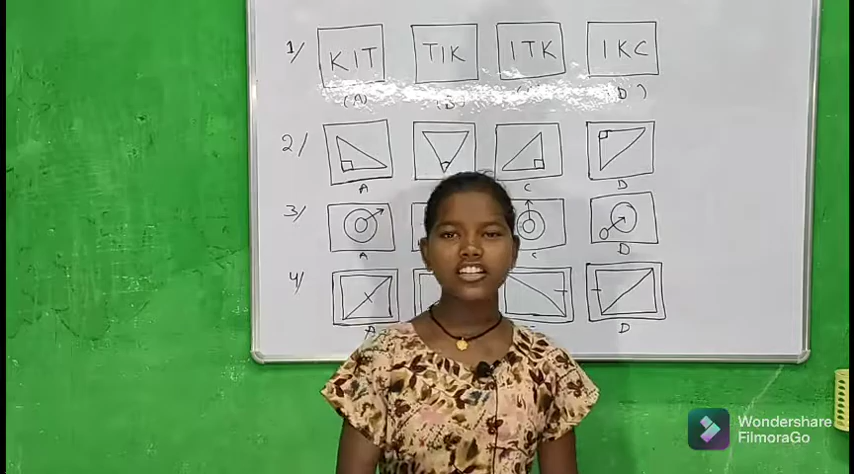 1/ KIT TIK ITK IKC
(A) (B) (D)
2/
A C D
3/
A C D
4/
A D
Wondershare
FilmoraGo